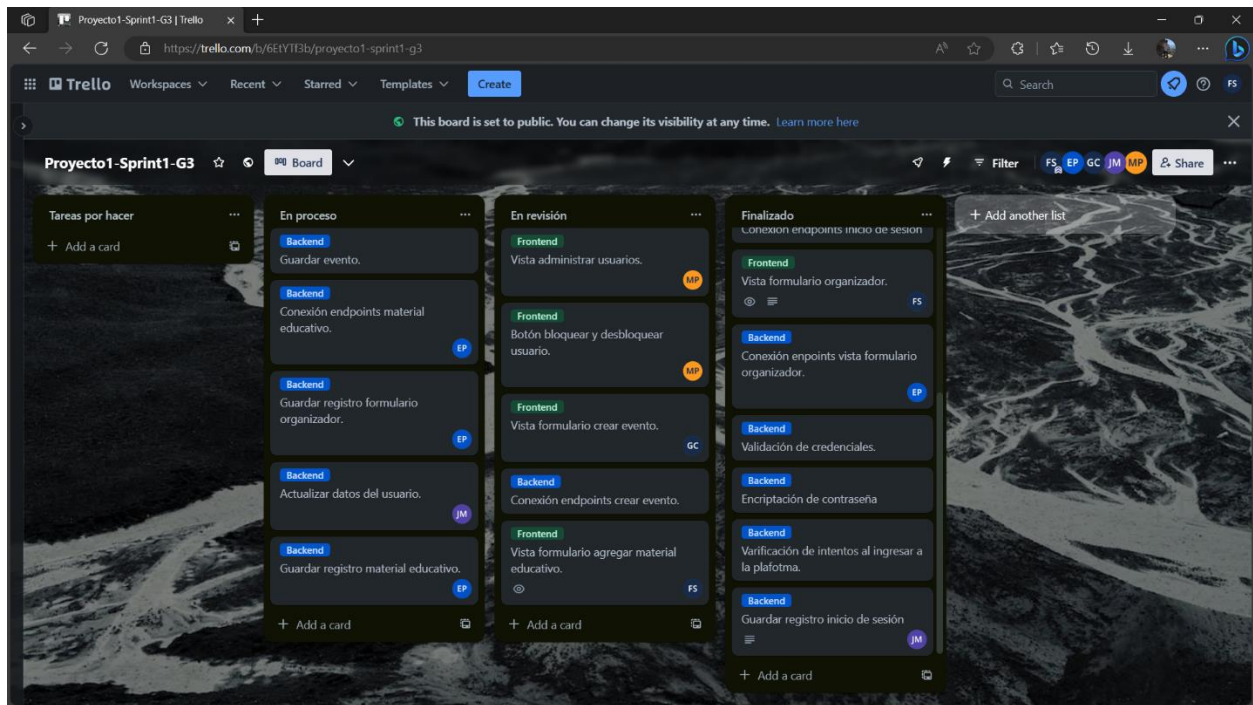 Proyecto1-Sprint1-G3 | Trello
https://trello.com/b/6EtYTf3b/proyecto1-sprint1-g3
Trello Workspaces Recent Starred Templates Create Search FS
This board is set to public. You can change its visibility at any time. Learn more here
Proyecto1-Sprint1-G3 Board Filter FS EP GC JM MP Share
Tareas por hacer
+ Add a card
En proceso
Backend
Guardar evento.
Backend
Conexión endpoints material
educativo.
EP
Backend
Guardar registro formulario
organizador.
EP
Backend
Actualizar datos del usuario.
JM
Backend
Guardar registro material educativo.
EP
+ Add a card
En revisión
Frontend
Vista administrar usuarios.
MP
Frontend
Botón bloquear y desbloquear
usuario.
MP
Frontend
Vista formulario crear evento.
GC
Backend
Conexión endpoints crear evento.
Frontend
Vista formulario agregar material
educativo.
FS
+ Add a card
Finalizado
Conexión endpoints inicio de sesión
Frontend
Vista formulario organizador.
FS
Backend
Conexión enpoints vista formulario
organizador.
EP
Backend
Validación de credenciales.
Backend
Encriptación de contraseña
Backend
Varificación de intentos al ingresar a
la plafotma.
Backend
Guardar registro inicio de sesión
JM
+ Add a card
+ Add another list